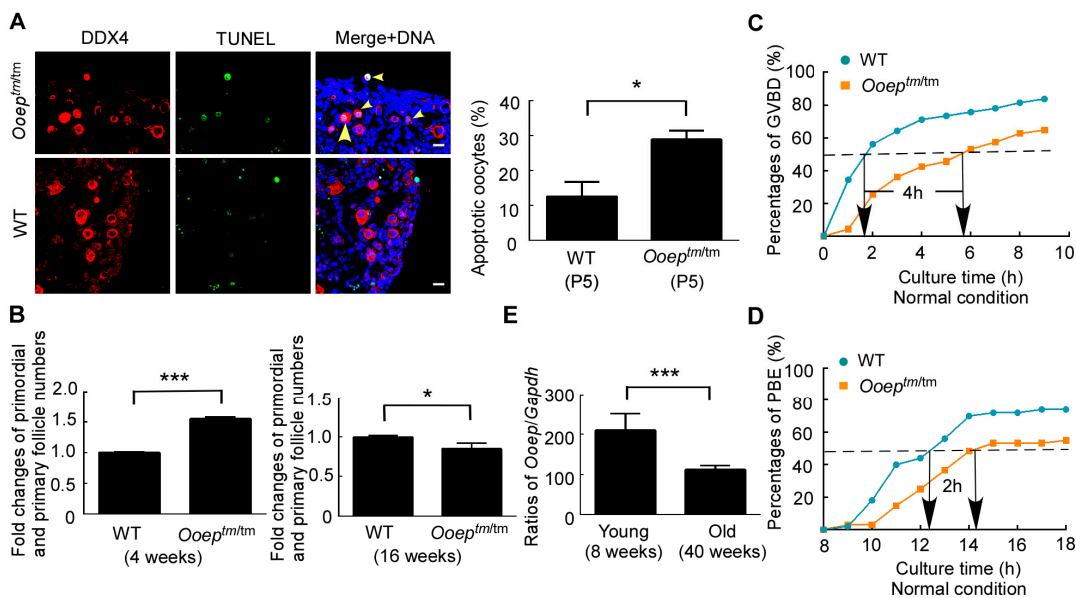 A
DDX4
TUNEL
Merge+DNA
Ooep^tm/tm
WT
Apoptotic oocytes (%)
40
30
20
10
0
*
WT
(P5)
Ooep^tm/tm
(P5)
B
Fold changes of primordial
and primary follicle numbers
2.0
1.5
1.0
0.5
0
***
WT
Ooep^tm/tm
(4 weeks)
Fold changes of primordial
and primary follicle numbers
1.5
1.0
0.5
0
*
WT
Ooep^tm/tm
(16 weeks)
E
Ratios of Ooep/Gapdh
300
200
100
0
***
Young
(8 weeks)
Old
(40 weeks)
C
WT
Ooep^tm/tm
Percentages of GVBD (%)
100
80
60
40
20
0
4h
0 2 4 6 8 10
Culture time (h)
Normal condition
D
WT
Ooep^tm/tm
Percentages of PBE (%)
100
80
60
40
20
0
2h
8 10 12 14 16 18
Culture time (h)
Normal condition